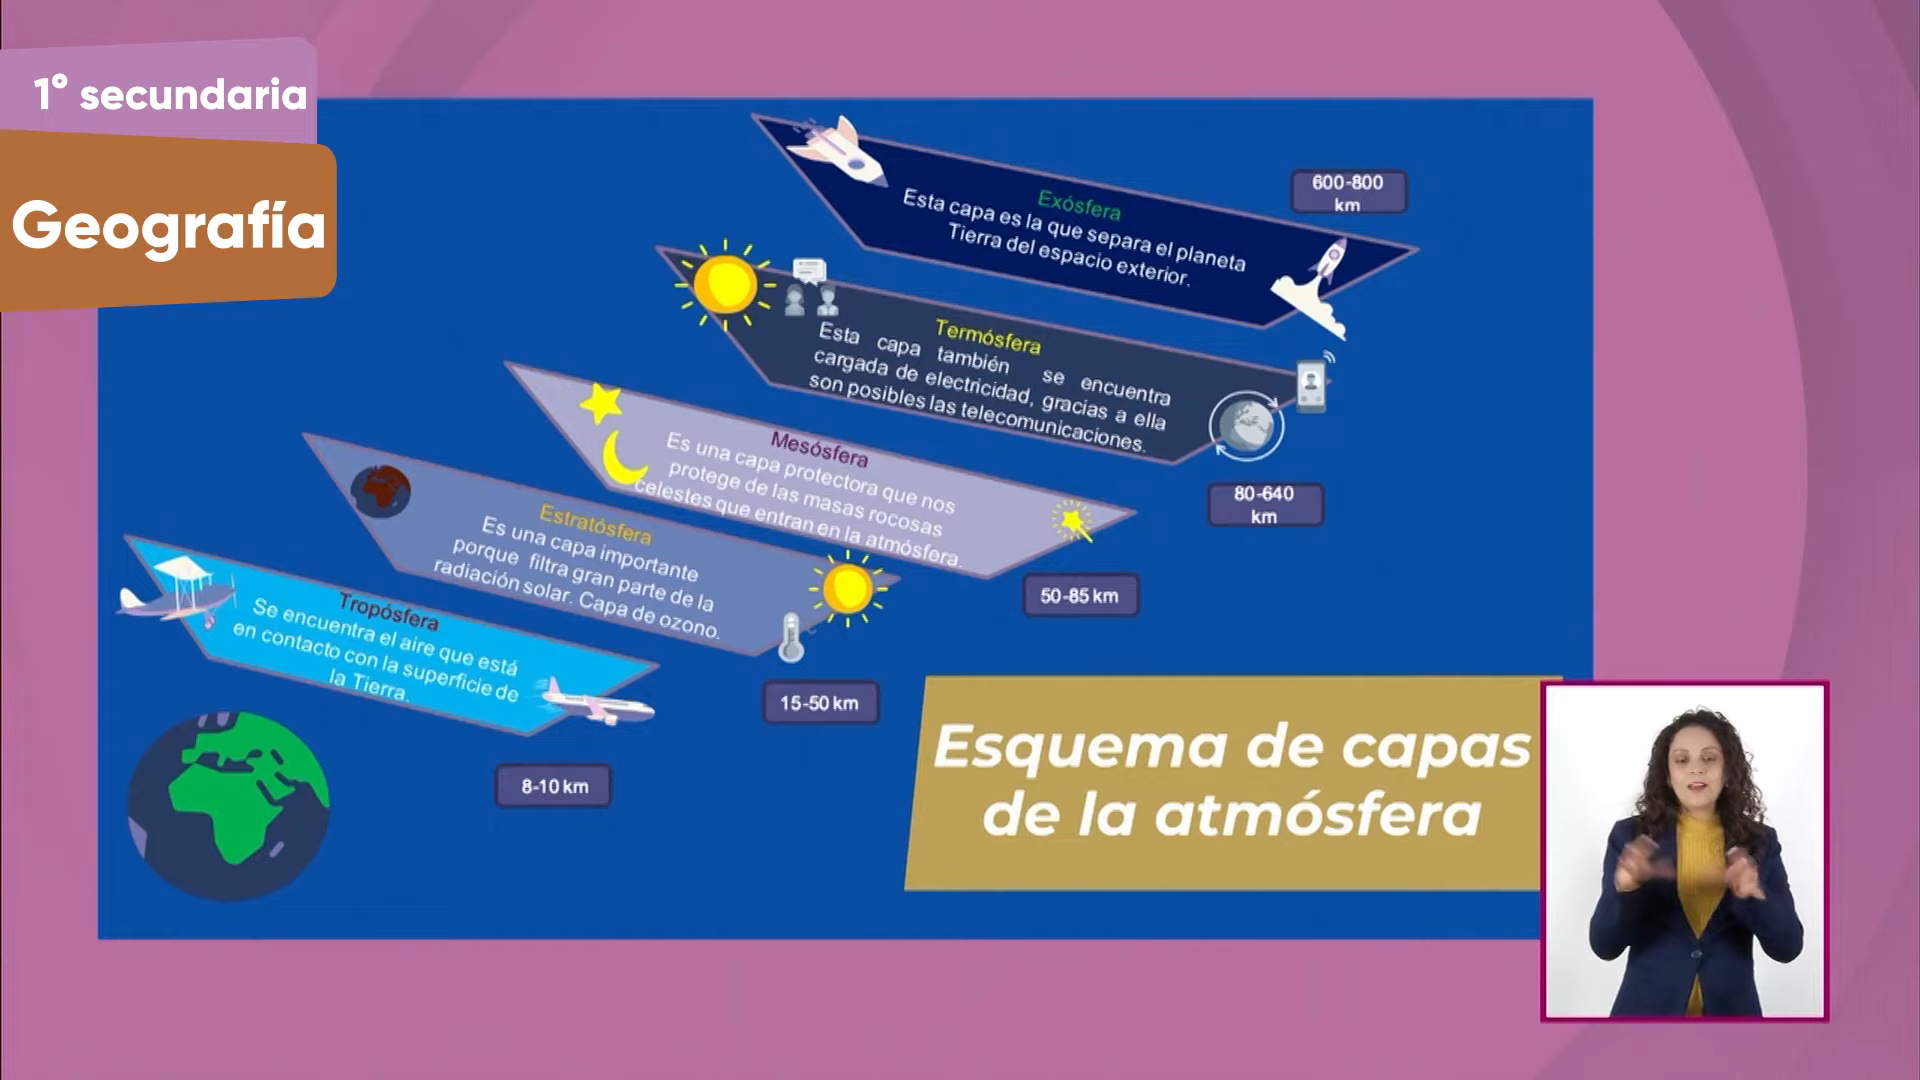 1° secundaria
Geografía
Exósfera
Esta capa es la que separa el planeta
Tierra del espacio exterior.
600-800
km
Termósfera
Esta capa también se encuentra
cargada de electricidad, gracias a ella
son posibles las telecomunicaciones.
80-640
km
Mesósfera
Es una capa protectora que nos
protege de las masas rocosas
celestes que entran en la atmósfera.
50-85 km
Estratósfera
Es una capa importante
porque filtra gran parte de la
radiación solar. Capa de ozono.
15-50 km
Tropósfera
Se encuentra el aire que está
en contacto con la superficie de
la Tierra.
8-10 km
Esquema de capas
de la atmósfera